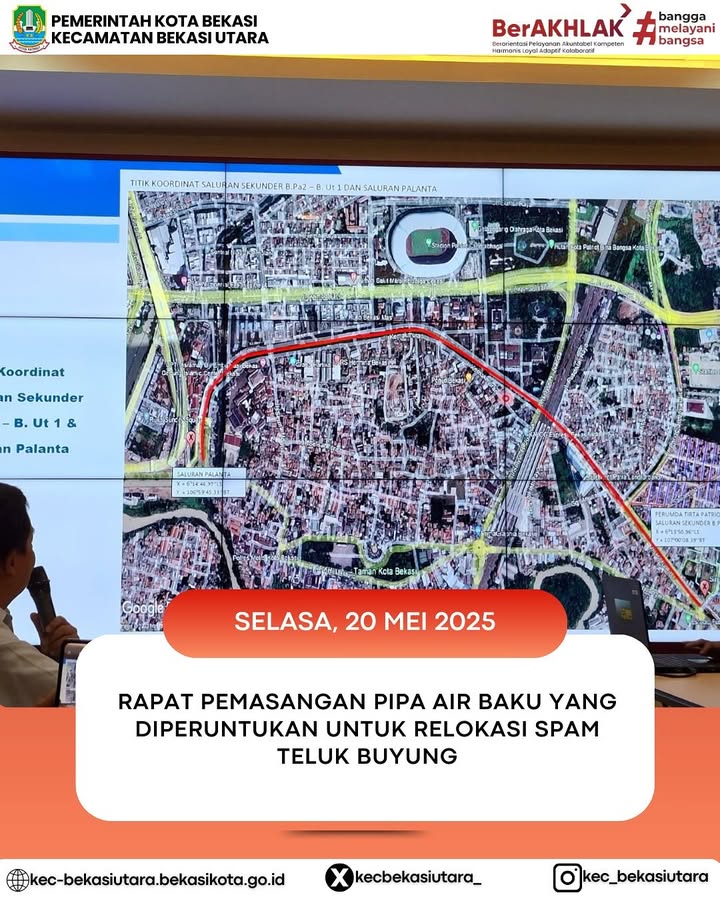 PEMERINTAH KOTA BEKASI
KECAMATAN BEKASI UTARA
BerAKHLAK
Berorientasi Pelayanan Akuntabel Kompeten
Harmonis Loyal Adaptif Kolaboratif
#
bangga
melayani
bangsa
TITIK KOORDINAT SALURAN SEKUNDER B.Pa2 – B. Ut 1 DAN SALURAN PALANTA
Koordinat
an Sekunder
– B. Ut 1 &
an Palanta
SALURAN PALANTA
PERUMDA TIRTA PATRIO
SALURAN SEKUNDER B.P
Taman Kota Bekasi
Google
SELASA, 20 MEI 2025
RAPAT PEMASANGAN PIPA AIR BAKU YANG
DIPERUNTUKAN UNTUK RELOKASI SPAM
TELUK BUYUNG
kec-bekasiutara.bekasikota.go.id
kecbekasiutara_
kec_bekasiutara